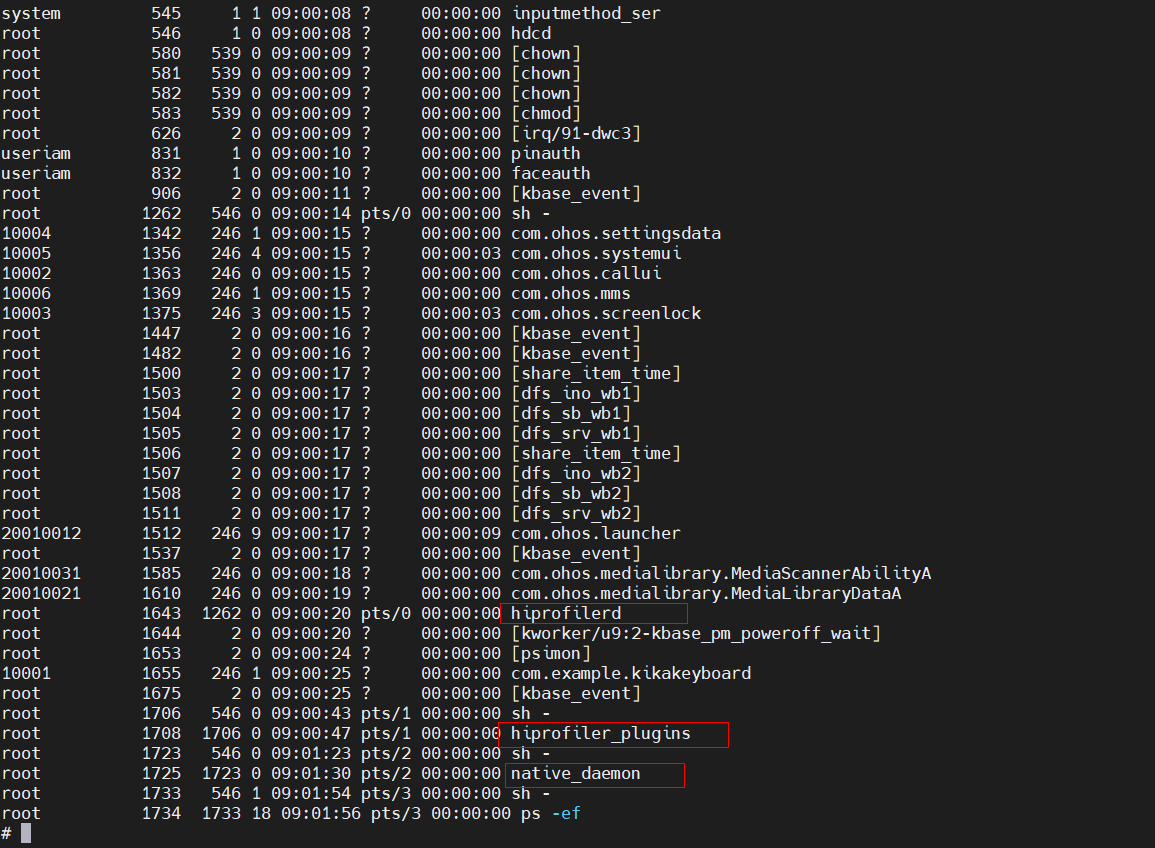 system         545     1 1 09:00:08 ?     00:00:00 inputmethod_ser
root           546     1 0 09:00:08 ?     00:00:00 hdcd
root           580   539 0 09:00:09 ?     00:00:00 [chown]
root           581   539 0 09:00:09 ?     00:00:00 [chown]
root           582   539 0 09:00:09 ?     00:00:00 [chown]
root           583   539 0 09:00:09 ?     00:00:00 [chmod]
root           626     2 0 09:00:09 ?     00:00:00 [irq/91-dwc3]
useriam        831     1 0 09:00:10 ?     00:00:00 pinauth
useriam        832     1 0 09:00:10 ?     00:00:00 faceauth
root           906     2 0 09:00:11 ?     00:00:00 [kbase_event]
root          1262   546 0 09:00:14 pts/0 00:00:00 sh -
10004         1342   246 1 09:00:15 ?     00:00:00 com.ohos.settingsdata
10005         1356   246 4 09:00:15 ?     00:00:03 com.ohos.systemui
10002         1363   246 0 09:00:15 ?     00:00:00 com.ohos.callui
10006         1369   246 1 09:00:15 ?     00:00:00 com.ohos.mms
10003         1375   246 3 09:00:15 ?     00:00:03 com.ohos.screenlock
root          1447     2 0 09:00:16 ?     00:00:00 [kbase_event]
root          1482     2 0 09:00:16 ?     00:00:00 [kbase_event]
root          1500     2 0 09:00:17 ?     00:00:00 [share_item_time]
root          1503     2 0 09:00:17 ?     00:00:00 [dfs_ino_wb1]
root          1504     2 0 09:00:17 ?     00:00:00 [dfs_sb_wb1]
root          1505     2 0 09:00:17 ?     00:00:00 [dfs_srv_wb1]
root          1506     2 0 09:00:17 ?     00:00:00 [share_item_time]
root          1507     2 0 09:00:17 ?     00:00:00 [dfs_ino_wb2]
root          1508     2 0 09:00:17 ?     00:00:00 [dfs_sb_wb2]
root          1511     2 0 09:00:17 ?     00:00:00 [dfs_srv_wb2]
20010012      1512   246 9 09:00:17 ?     00:00:09 com.ohos.launcher
root          1537     2 0 09:00:17 ?     00:00:00 [kbase_event]
20010031      1585   246 0 09:00:18 ?     00:00:00 com.ohos.medialibrary.MediaScannerAbilityA
20010021      1610   246 0 09:00:19 ?     00:00:00 com.ohos.medialibrary.MediaLibraryDataA
root          1643  1262 0 09:00:20 pts/0 00:00:00 hiprofilerd
root          1644     2 0 09:00:20 ?     00:00:00 [kworker/u9:2-kbase_pm_poweroff_wait]
root          1653     2 0 09:00:24 ?     00:00:00 [psimon]
10001         1655   246 1 09:00:25 ?     00:00:00 com.example.kikakeyboard
root          1675     2 0 09:00:25 ?     00:00:00 [kbase_event]
root          1706   546 0 09:00:43 pts/1 00:00:00 sh -
root          1708  1706 0 09:00:47 pts/1 00:00:00 hiprofiler_plugins
root          1723   546 0 09:01:23 pts/2 00:00:00 sh -
root          1725  1723 0 09:01:30 pts/2 00:00:00 native_daemon
root          1733   546 1 09:01:54 pts/3 00:00:00 sh -
root          1734  1733 18 09:01:56 pts/3 00:00:00 ps -ef
#